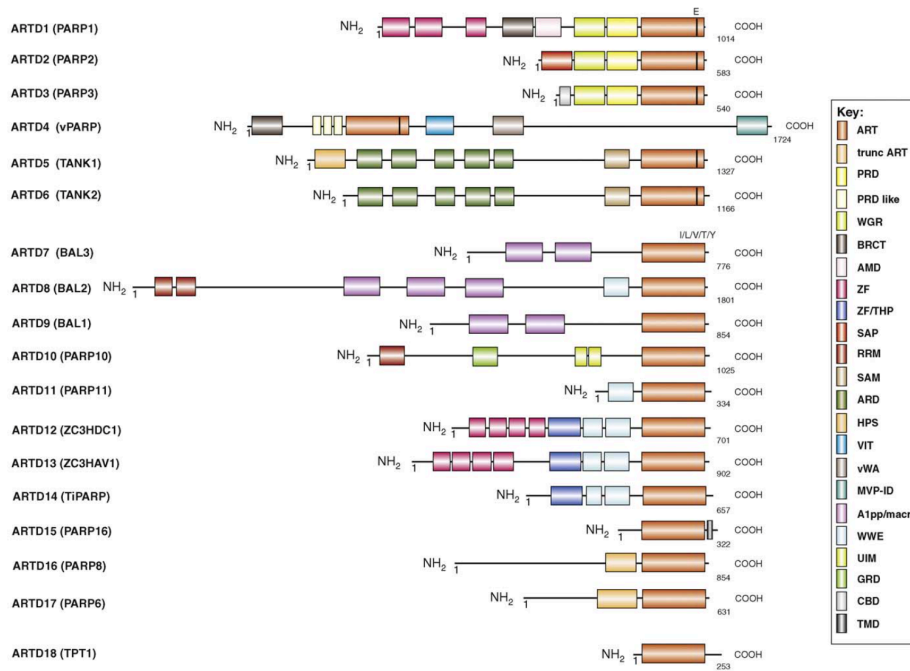 E
ARTD1 (PARP1) NH2 1 1014 COOH
ARTD2 (PARP2) NH2 1 583 COOH
ARTD3 (PARP3) NH2 1 540 COOH
ARTD4 (vPARP) NH2 1 1724 COOH
ARTD5 (TANK1) NH2 1 1327 COOH
ARTD6 (TANK2) NH2 1 1166 COOH
I/L/V/T/Y
ARTD7 (BAL3) NH2 1 776 COOH
ARTD8 (BAL2) NH2 1 1801 COOH
ARTD9 (BAL1) NH2 1 854 COOH
ARTD10 (PARP10) NH2 1 1025 COOH
ARTD11 (PARP11) NH2 1 334 COOH
ARTD12 (ZC3HDC1) NH2 1 701 COOH
ARTD13 (ZC3HAV1) NH2 1 902 COOH
ARTD14 (TiPARP) NH2 1 657 COOH
ARTD15 (PARP16) NH2 1 322 COOH
ARTD16 (PARP8) NH2 1 854 COOH
ARTD17 (PARP6) NH2 1 631 COOH
ARTD18 (TPT1) NH2 1 253 COOH
Key:
ART
trunc ART
PRD
PRD like
WGR
BRCT
AMD
ZF
ZF/THP
SAP
RRM
SAM
ARD
HPS
VIT
vWA
MVP-ID
A1pp/macr
WWE
UIM
GRD
CBD
TMD